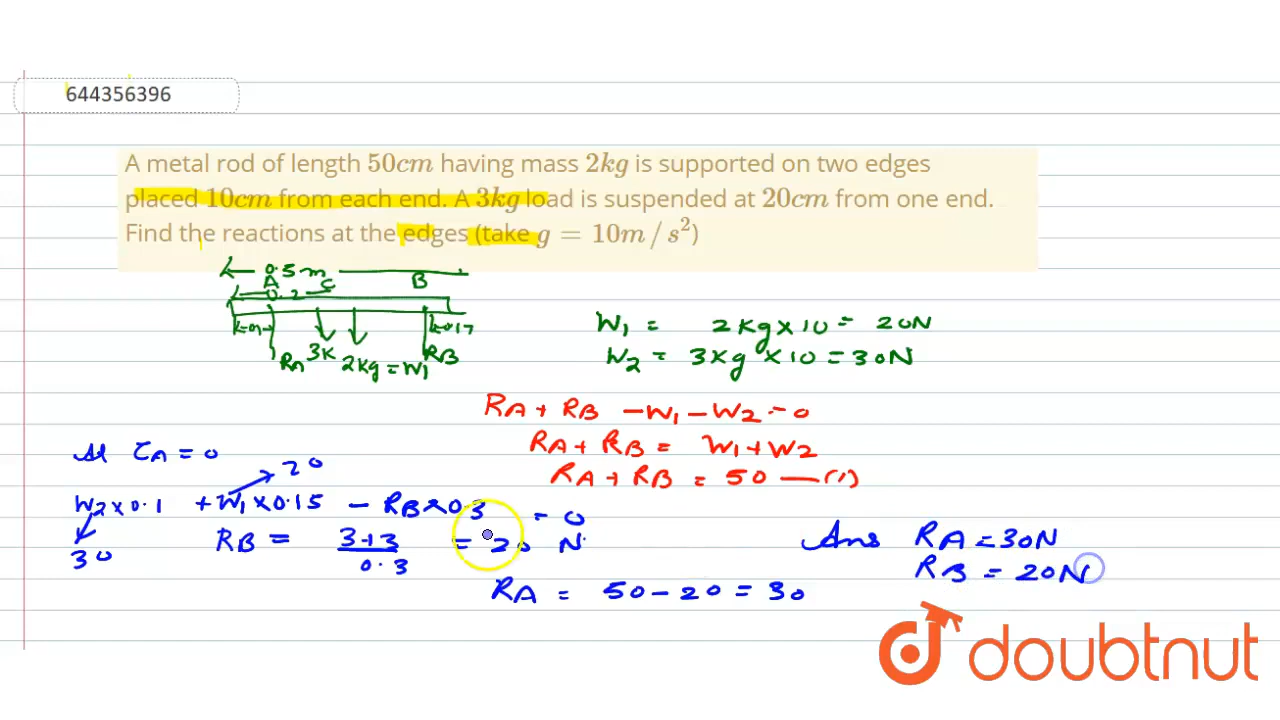 644356396
A metal rod of length 50cm having mass 2kg is supported on two edges
placed 10cm from each end. A 3kg load is suspended at 20cm from one end.
Find the reactions at the edges (take g = 10m/s²)
0.5 m
A
C
B
0.2
RA
3K
2kg = W1
RB
W1 = 2kg × 10 = 20N
W2 = 3kg × 10 = 30N
RA + RB - W1 - W2 = 0
RA + RB = W1 + W2
RA + RB = 50 — (1)
τA = 0
20
W2 × 0.1 + W1 × 0.15 - RB × 0.3 = 0
30
RB = 3+3/0.3 = 20 N
RA = 50 - 20 = 30
Ans RA = 30N
RB = 20N
doubtnut